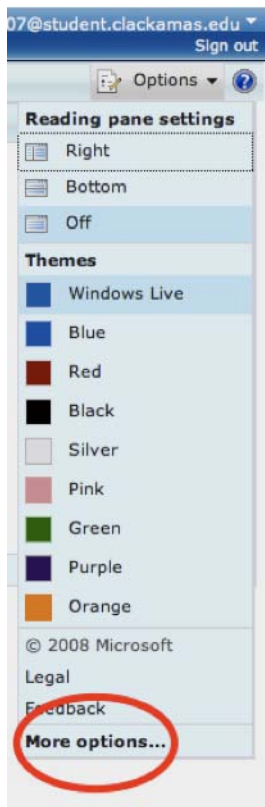 07@student.clackamas.edu
Sign out
Options
Reading pane settings
Right
Bottom
Off
Themes
Windows Live
Blue
Red
Black
Silver
Pink
Green
Purple
Orange
© 2008 Microsoft
Legal
Feedback
More options...